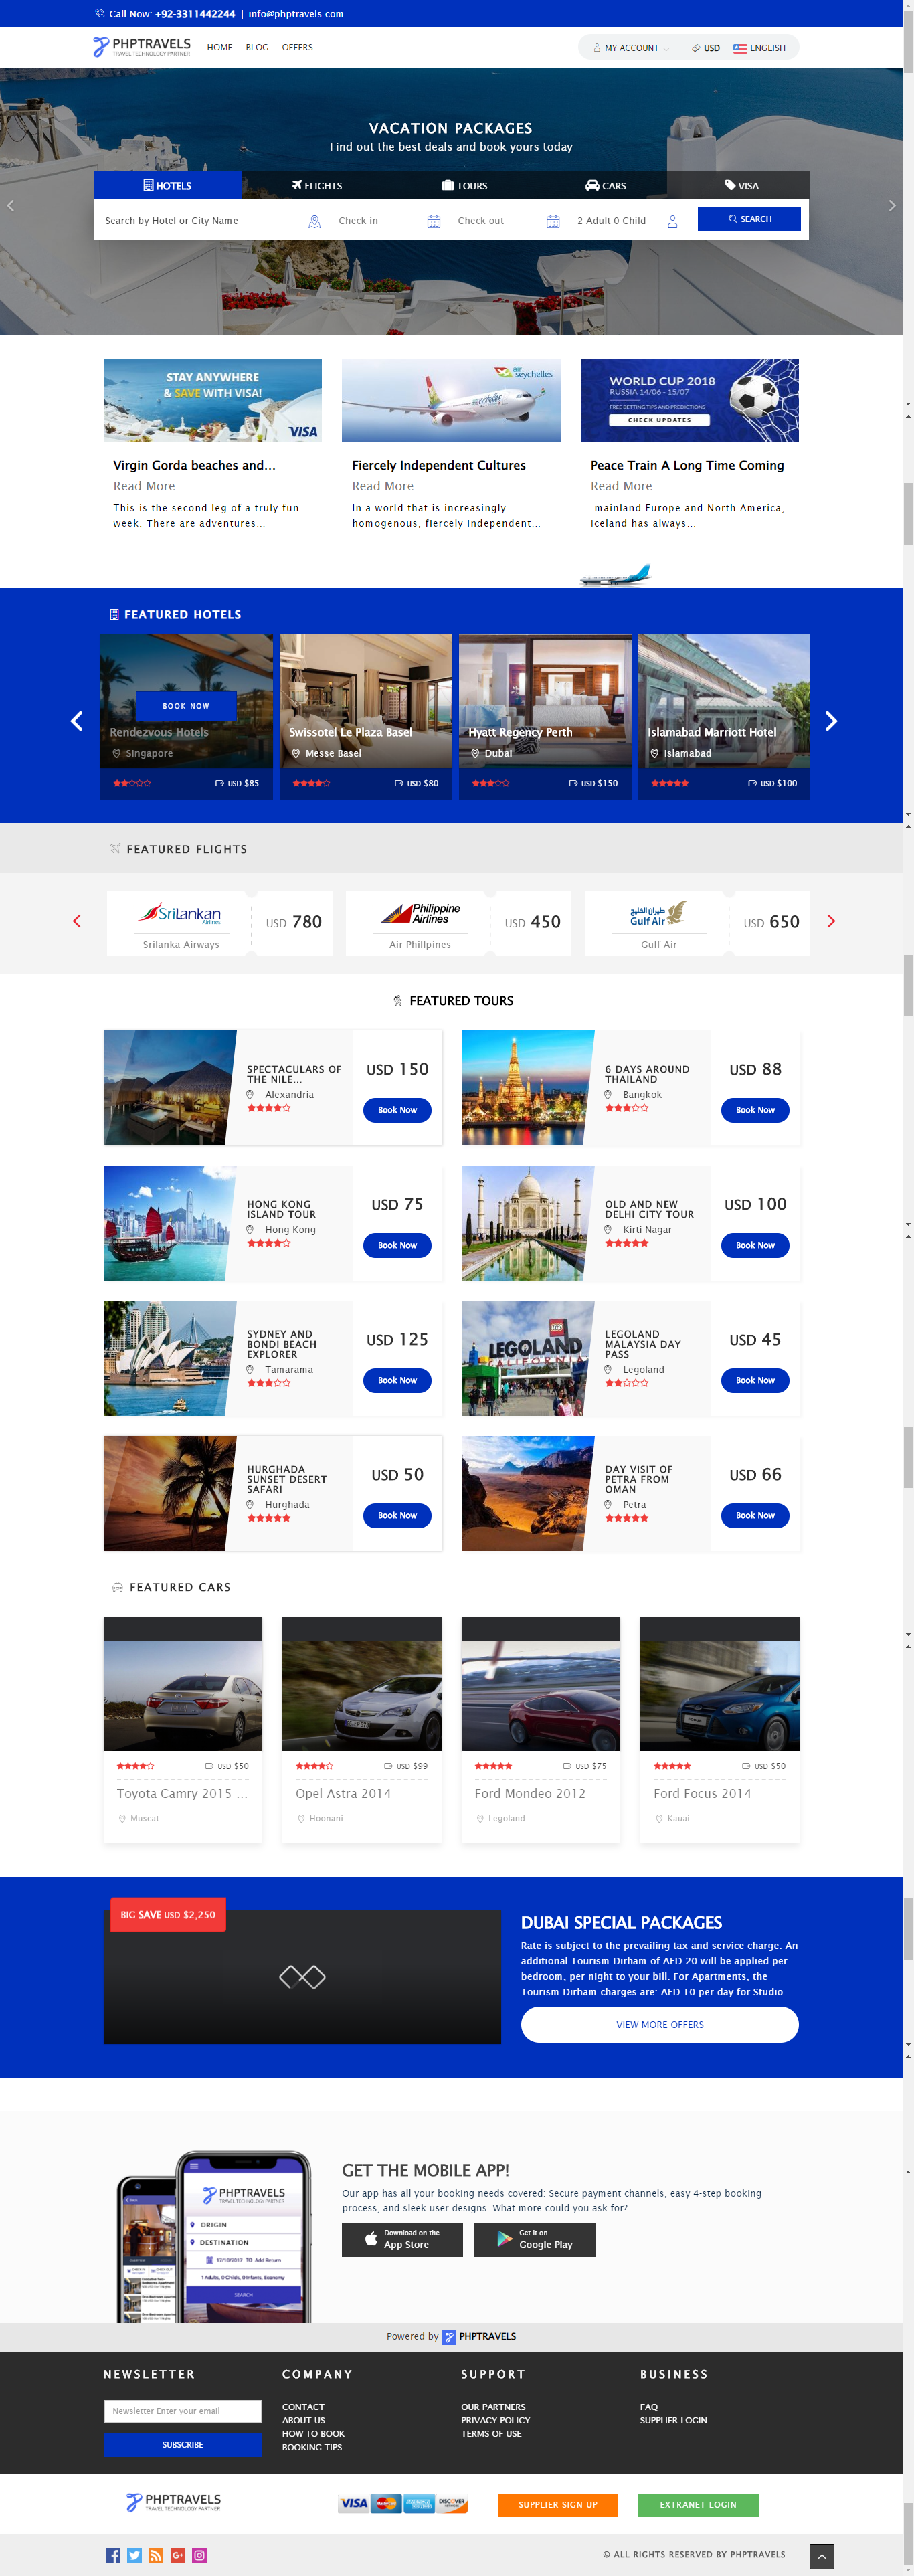 Call Now: +92-3311442244 | info@phptravels.com
PHPTRAVELS
TRAVEL TECHNOLOGY PARTNER
HOME BLOG OFFERS
MY ACCOUNT USD ENGLISH
VACATION PACKAGES
Find out the best deals and book yours today
HOTELS FLIGHTS TOURS CARS VISA
Search by Hotel or City Name Check in Check out 2 Adult 0 Child SEARCH
STAY ANYWHERE
& SAVE WITH VISA!
VISA
air seychelles
WORLD CUP 2018
RUSSIA 14/06 - 15/07
FREE BETTING TIPS AND PREDICTIONS
CHECK UPDATES
Virgin Gorda beaches and...
Read More
This is the second leg of a truly fun
week. There are adventures...
Fiercely Independent Cultures
Read More
In a world that is increasingly
homogenous, fiercely independent...
Peace Train A Long Time Coming
Read More
mainland Europe and North America,
Iceland has always...
FEATURED HOTELS
BOOK NOW
Rendezvous Hotels
Singapore
USD $85
Swissotel Le Plaza Basel
Messe Basel
USD $80
Hyatt Regency Perth
Dubai
USD $150
Islamabad Marriott Hotel
Islamabad
USD $100
FEATURED FLIGHTS
SriLankan
Airlines
Srilanka Airways
USD 780
Philippine
Airlines
Air Phillpines
USD 450
طيران الخليج
Gulf Air
Gulf Air
USD 650
FEATURED TOURS
SPECTACULARS OF
THE NILE...
Alexandria
USD 150
Book Now
6 DAYS AROUND
THAILAND
Bangkok
USD 88
Book Now
HONG KONG
ISLAND TOUR
Hong Kong
USD 75
Book Now
OLD AND NEW
DELHI CITY TOUR
Kirti Nagar
USD 100
Book Now
SYDNEY AND
BONDI BEACH
EXPLORER
Tamarama
USD 125
Book Now
LEGO
LEGOLAND
CALIFORNIA
LEGOLAND
MALAYSIA DAY
PASS
Legoland
USD 45
Book Now
HURGHADA
SUNSET DESERT
SAFARI
Hurghada
USD 50
Book Now
DAY VISIT OF
PETRA FROM
OMAN
Petra
USD 66
Book Now
FEATURED CARS
USD $50
Toyota Camry 2015 ...
Muscat
USD $99
Opel Astra 2014
Hoonani
USD $75
Ford Mondeo 2012
Legoland
USD $50
Ford Focus 2014
Kauai
BIG SAVE USD $2,250
DUBAI SPECIAL PACKAGES
Rate is subject to the prevailing tax and service charge. An
additional Tourism Dirham of AED 20 will be applied per
bedroom, per night to your bill. For Apartments, the
Tourism Dirham charges are: AED 10 per day for Studio...
VIEW MORE OFFERS
PHPTRAVELS
TRAVEL TECHNOLOGY PARTNER
ORIGIN
DESTINATION
17/10/2017 TO Add Return
1 Adults, 0 Childs, 0 Infants, Economy
SEARCH
GET THE MOBILE APP!
Our app has all your booking needs covered: Secure payment channels, easy 4-step booking
process, and sleek user designs. What more could you ask for?
Download on the
App Store
Get it on
Google Play
Powered by PHPTRAVELS
NEWSLETTER
Newsletter Enter your email
SUBSCRIBE
COMPANY
CONTACT
ABOUT US
HOW TO BOOK
BOOKING TIPS
SUPPORT
OUR PARTNERS
PRIVACY POLICY
TERMS OF USE
BUSINESS
FAQ
SUPPLIER LOGIN
PHPTRAVELS
TRAVEL TECHNOLOGY PARTNER
VISA MasterCard DISCOVER
SUPPLIER SIGN UP
EXTRANET LOGIN
© ALL RIGHTS RESERVED BY PHPTRAVELS